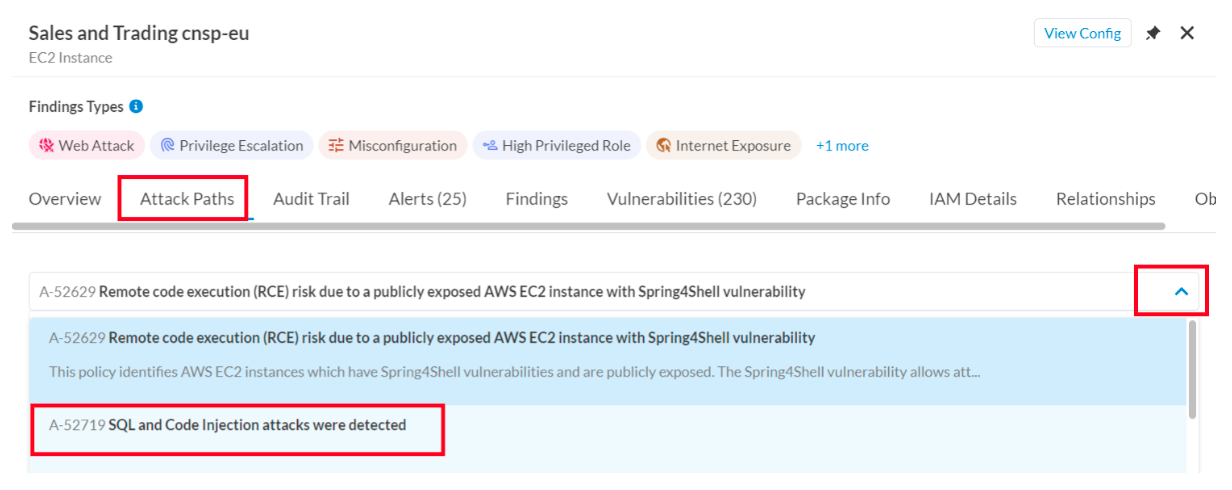 Sales and Trading cnsp-eu
View Config
EC2 Instance
Findings Types
Web Attack Privilege Escalation Misconfiguration High Privileged Role Internet Exposure +1 more
Overview Attack Paths Audit Trail Alerts (25) Findings Vulnerabilities (230) Package Info IAM Details Relationships Ob
A-52629 Remote code execution (RCE) risk due to a publicly exposed AWS EC2 instance with Spring4Shell vulnerability
A-52629 Remote code execution (RCE) risk due to a publicly exposed AWS EC2 instance with Spring4Shell vulnerability
This policy identifies AWS EC2 instances which have Spring4Shell vulnerabilities and are publicly exposed. The Spring4Shell vulnerability allows att...
A-52719 SQL and Code Injection attacks were detected